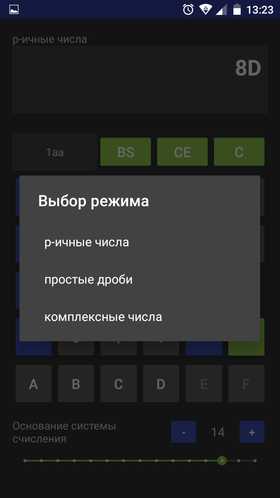 13:23
р-ичные числа
8D
1aa BS CE C
Выбор режима
р-ичные числа
простые дроби
комплексные числа
A B C D E F
Основание системы
счисления
- 14 +